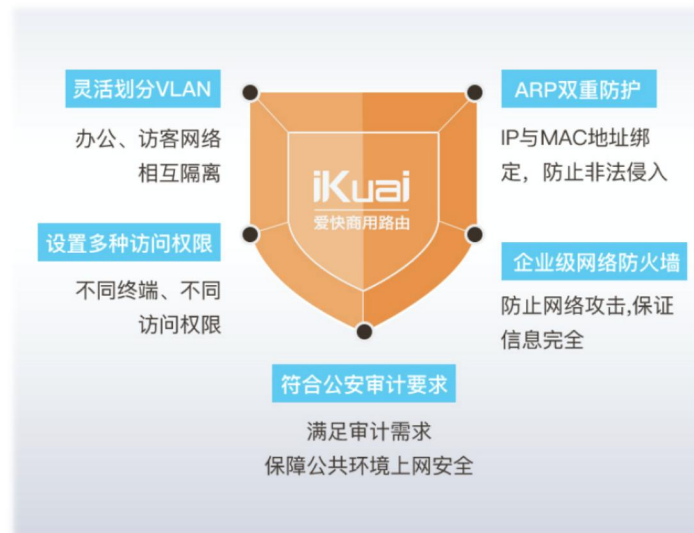 灵活划分VLAN
办公、访客网络
相互隔离
ARP双重防护
IP与MAC地址绑
定，防止非法侵入
iKuai
爱快商用路由
设置多种访问权限
不同终端、不同
访问权限
企业级网络防火墙
防止网络攻击,保证
信息完全
符合公安审计要求
满足审计需求
保障公共环境上网安全